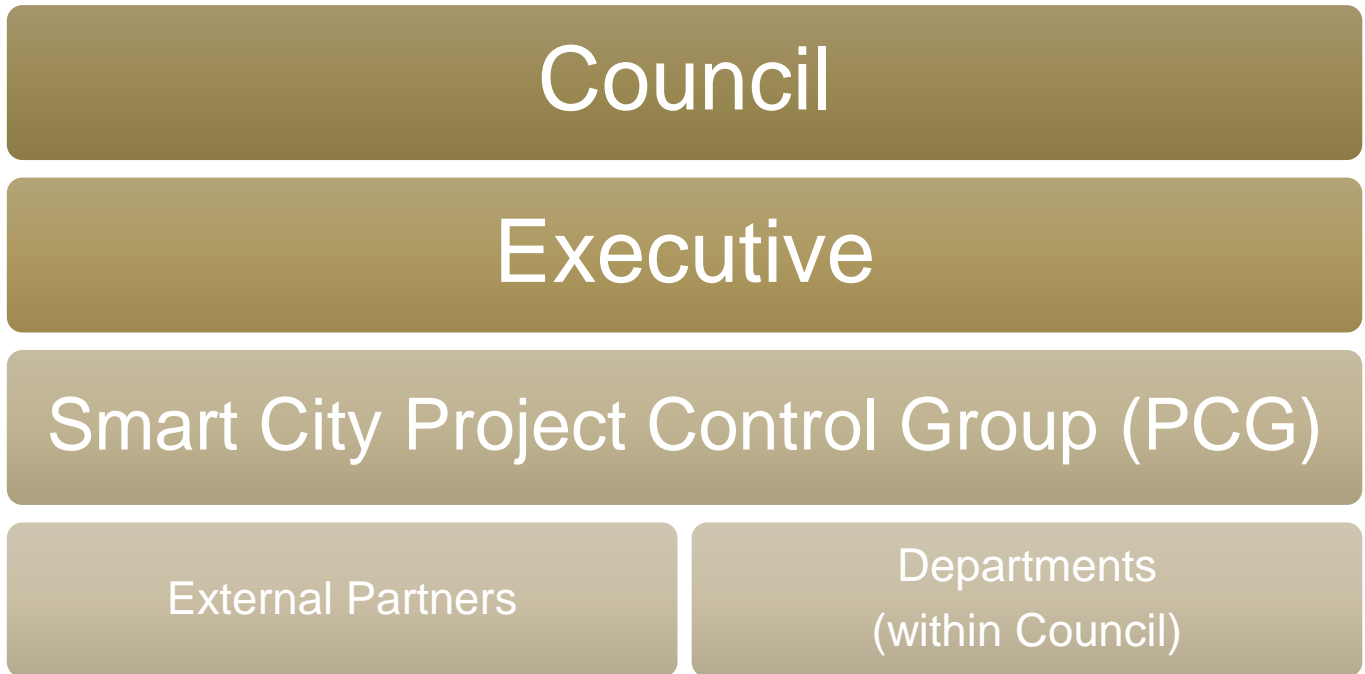 Council
Executive
Smart City Project Control Group (PCG)
External Partners
Departments
(within Council)